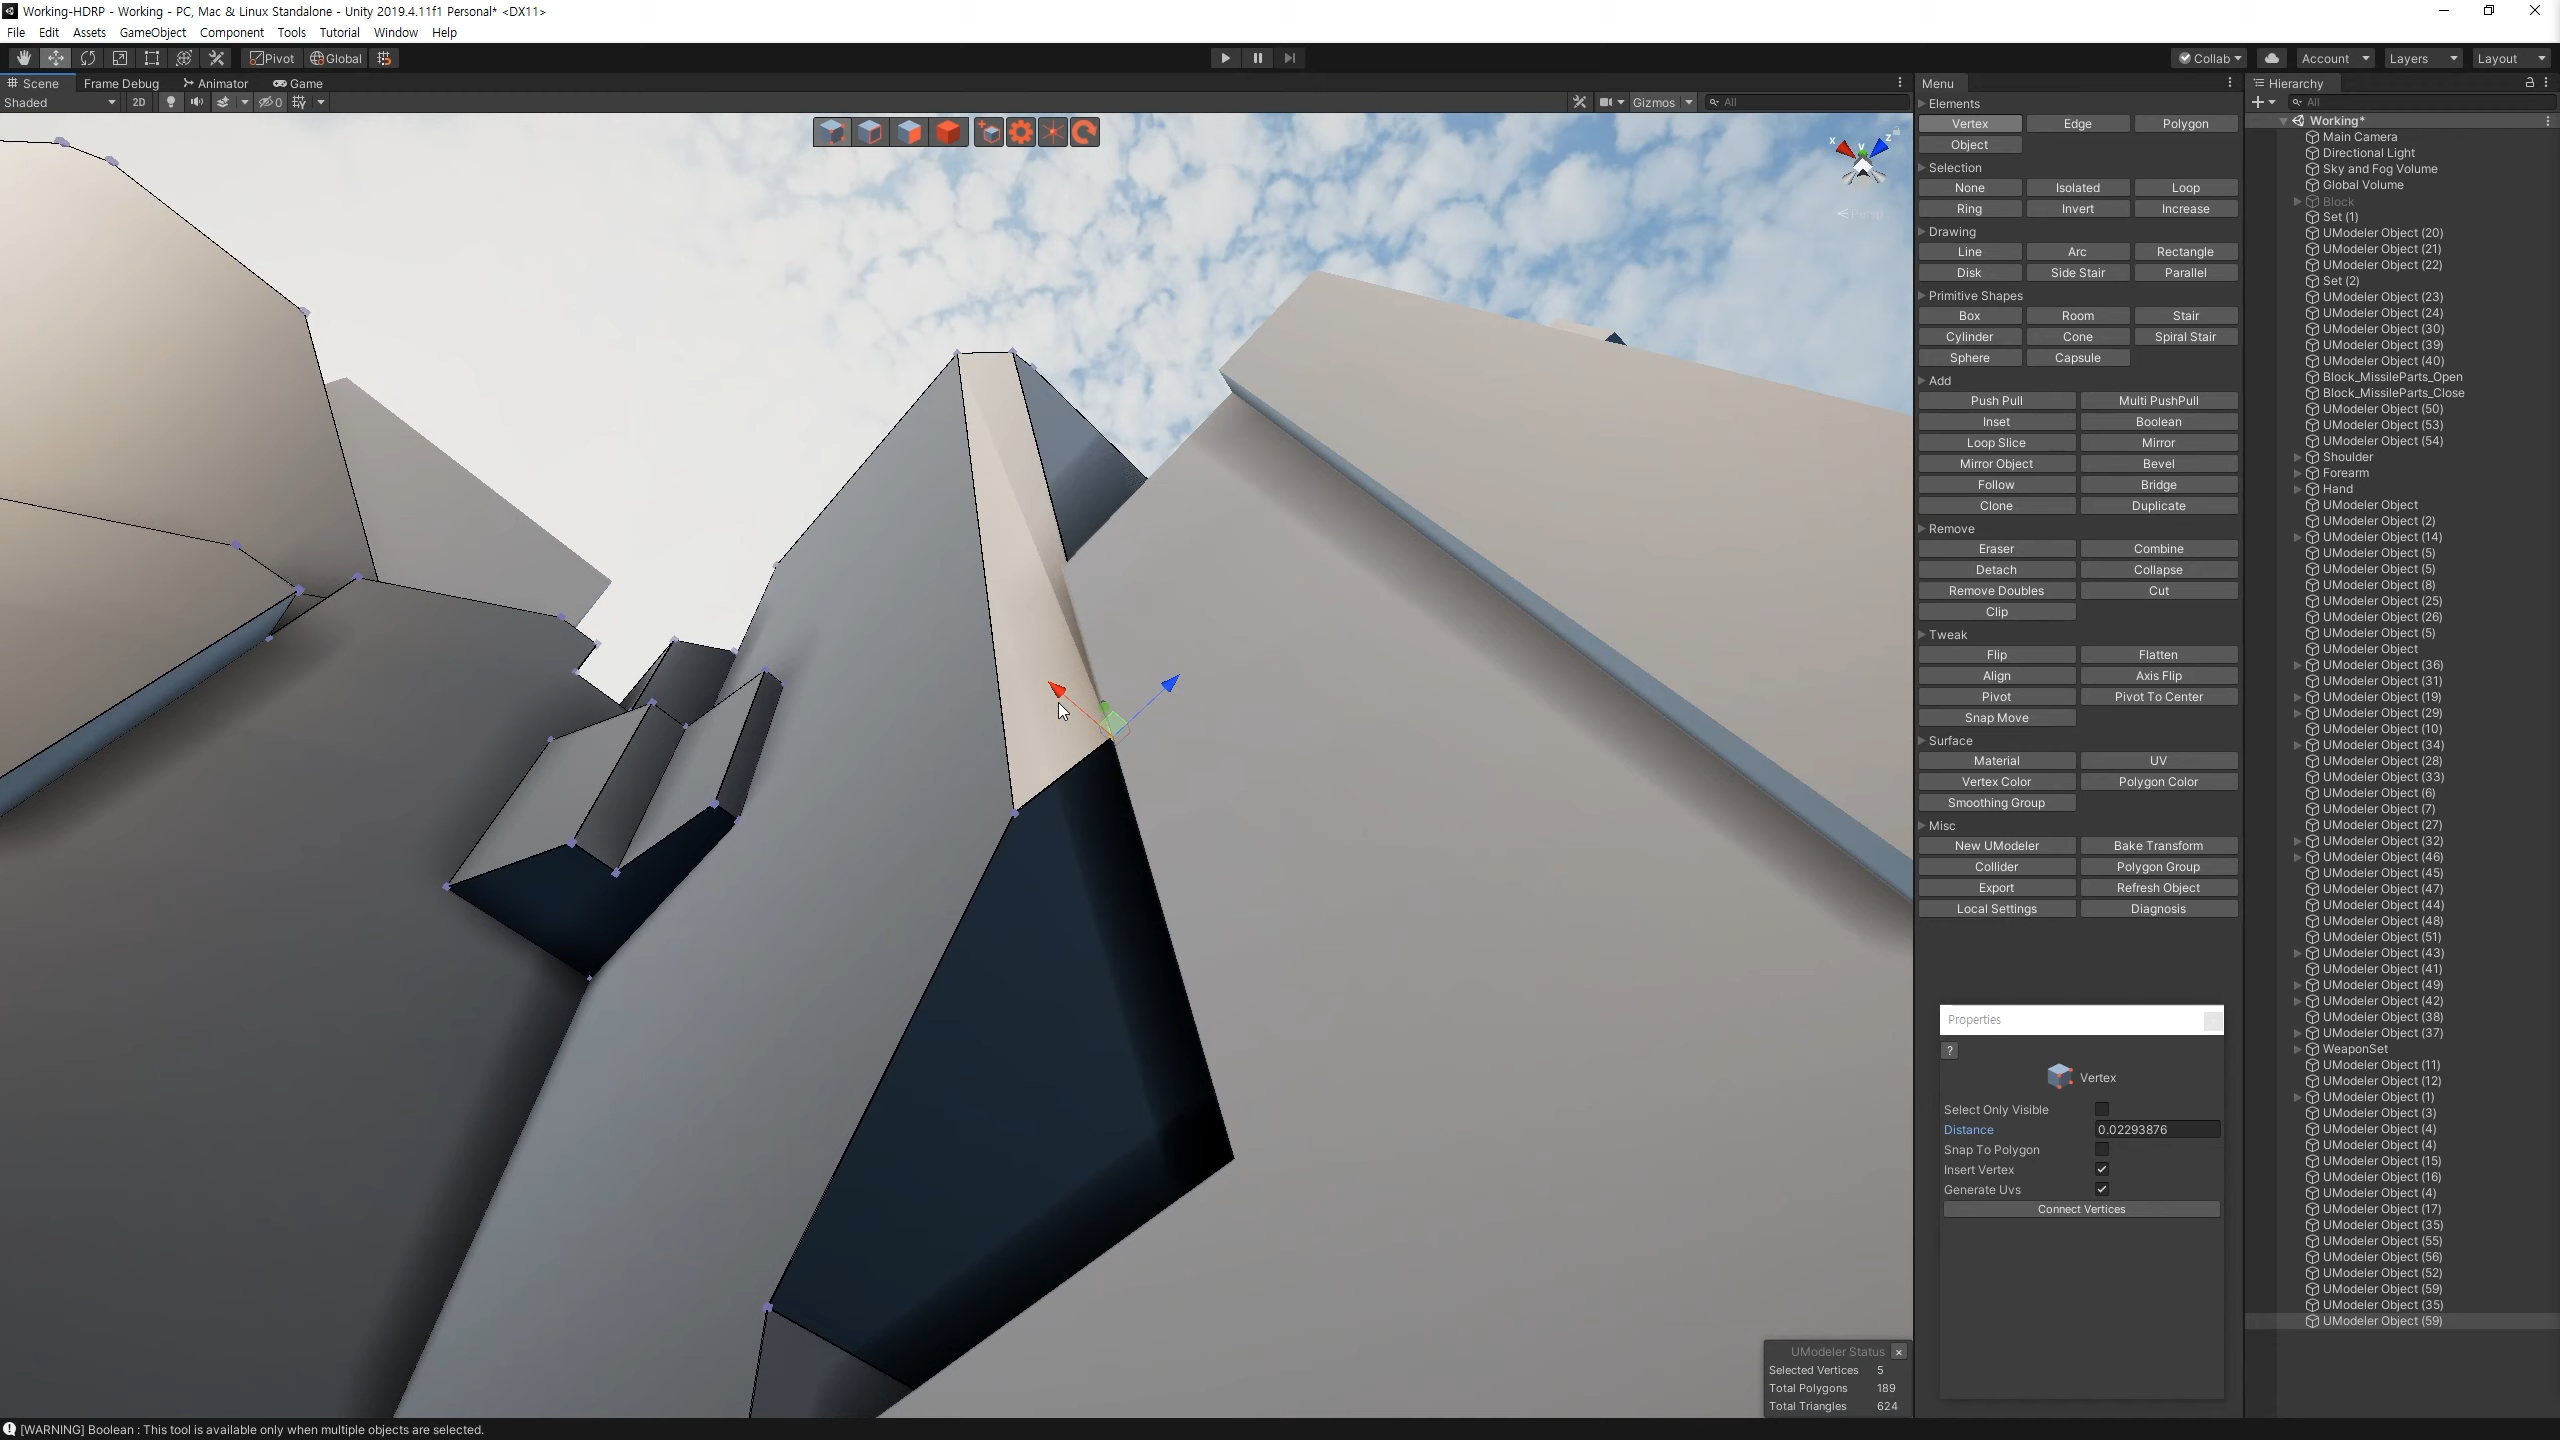 Working-HDRP - Working - PC, Mac & Linux Standalone - Unity 2019.4.11f1 Personal* <DX11>
File Edit Assets GameObject Component Tools Tutorial Window Help
Pivot Global Collab Account Layers Layout
Scene Frame Debug Animator Game
Shaded 2D 0 Gizmos All
x y z
Persp
Menu
Elements
Vertex Edge Polygon
Object
Selection
None Isolated Loop
Ring Invert Increase
Drawing
Line Arc Rectangle
Disk Side Stair Parallel
Primitive Shapes
Box Room Stair
Cylinder Cone Spiral Stair
Sphere Capsule
Add
Push Pull Multi PushPull
Inset Boolean
Loop Slice Mirror
Mirror Object Bevel
Follow Bridge
Clone Duplicate
Remove
Eraser Combine
Detach Collapse
Remove Doubles Cut
Clip
Tweak
Flip Flatten
Align Axis Flip
Pivot Pivot To Center
Snap Move
Surface
Material UV
Vertex Color Polygon Color
Smoothing Group
Misc
New UModeler Bake Transform
Collider Polygon Group
Export Refresh Object
Local Settings Diagnosis
Properties
?
Vertex
Select Only Visible
Distance 0.02293876
Snap To Polygon
Insert Vertex
Generate Uvs
Connect Vertices
UModeler Status
Selected Vertices 5
Total Polygons 189
Total Triangles 624
Hierarchy
All
Working*
Main Camera
Directional Light
Sky and Fog Volume
Global Volume
Block
Set (1)
UModeler Object (20)
UModeler Object (21)
UModeler Object (22)
Set (2)
UModeler Object (23)
UModeler Object (24)
UModeler Object (30)
UModeler Object (39)
UModeler Object (40)
Block_MissileParts_Open
Block_MissileParts_Close
UModeler Object (50)
UModeler Object (53)
UModeler Object (54)
Shoulder
Forearm
Hand
UModeler Object
UModeler Object (2)
UModeler Object (14)
UModeler Object (5)
UModeler Object (5)
UModeler Object (8)
UModeler Object (25)
UModeler Object (26)
UModeler Object (5)
UModeler Object
UModeler Object (36)
UModeler Object (31)
UModeler Object (19)
UModeler Object (29)
UModeler Object (10)
UModeler Object (34)
UModeler Object (28)
UModeler Object (33)
UModeler Object (6)
UModeler Object (7)
UModeler Object (27)
UModeler Object (32)
UModeler Object (46)
UModeler Object (45)
UModeler Object (47)
UModeler Object (44)
UModeler Object (48)
UModeler Object (51)
UModeler Object (43)
UModeler Object (41)
UModeler Object (49)
UModeler Object (42)
UModeler Object (38)
UModeler Object (37)
WeaponSet
UModeler Object (11)
UModeler Object (12)
UModeler Object (1)
UModeler Object (3)
UModeler Object (4)
UModeler Object (4)
UModeler Object (15)
UModeler Object (16)
UModeler Object (4)
UModeler Object (17)
UModeler Object (35)
UModeler Object (55)
UModeler Object (56)
UModeler Object (52)
UModeler Object (59)
UModeler Object (35)
UModeler Object (59)
[WARNING] Boolean : This tool is available only when multiple objects are selected.